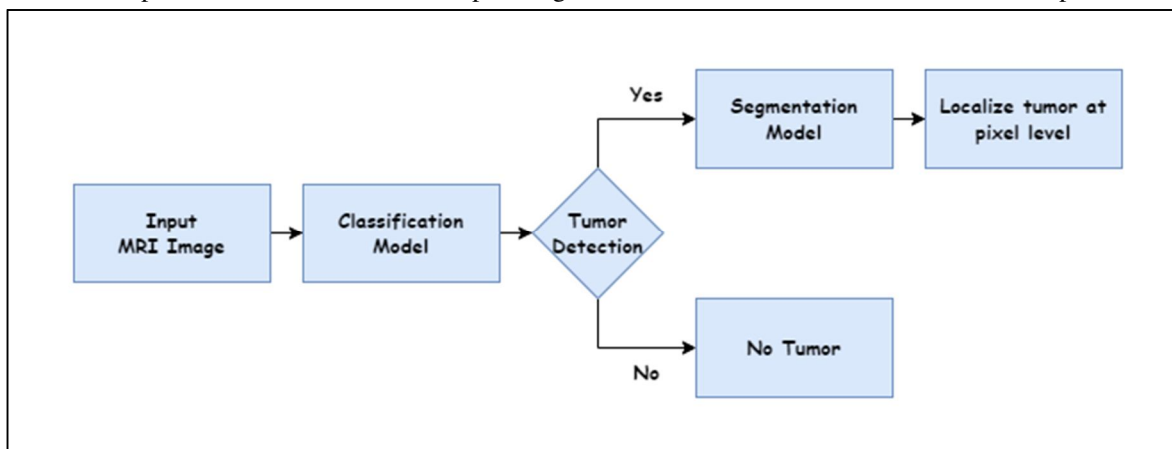 Input
MRI Image
Classification
Model
Tumor
Detection
Yes
Segmentation
Model
Localize tumor at
pixel level
No
No Tumor